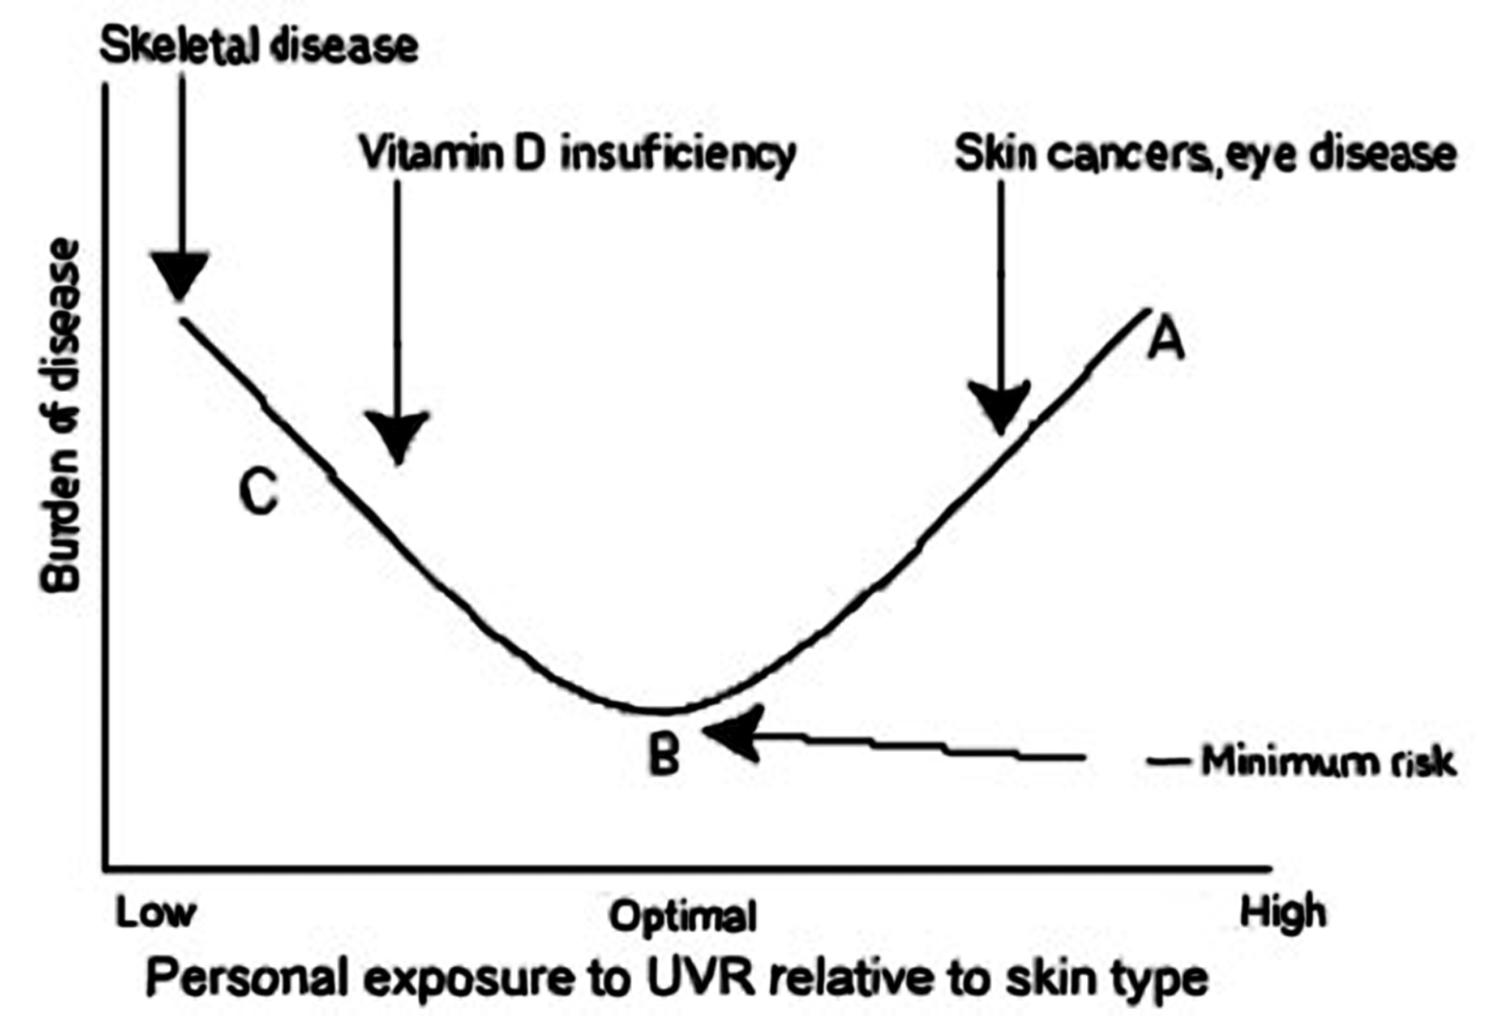 Skeletal disease
Vitamin D insuficiency
Skin cancers, eye disease
Burden of disease
A
C
B
— Minimum risk
Low
Optimal
High
Personal exposure to UVR relative to skin type